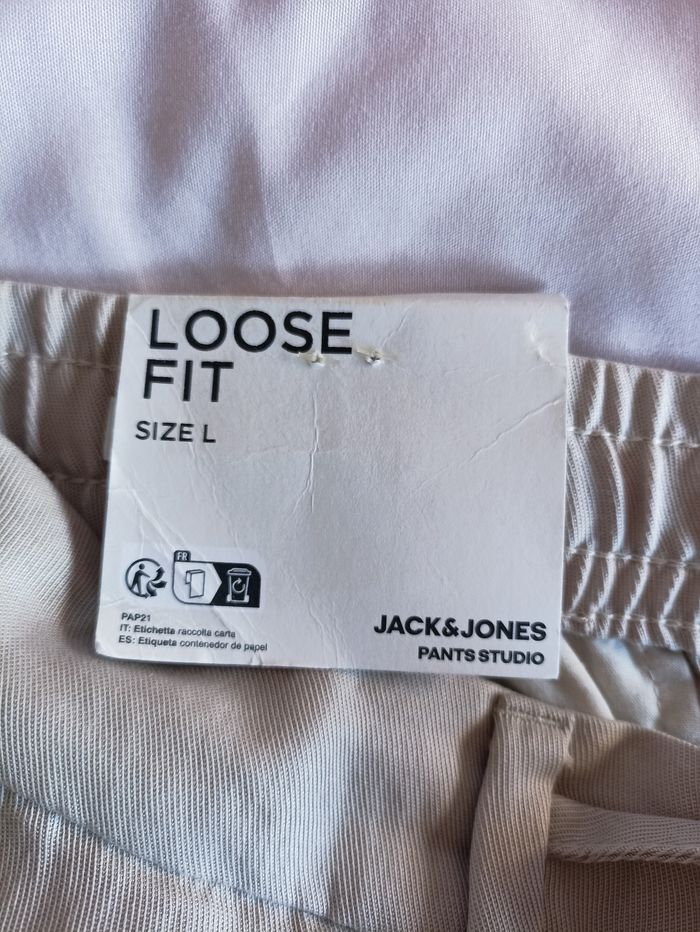 LOOSE
FIT
SIZE L
FR
PAP21
IT: Etichetta raccolta carta
ES: Etiqueta contenedor de papel
JACK&JONES
PANTS STUDIO